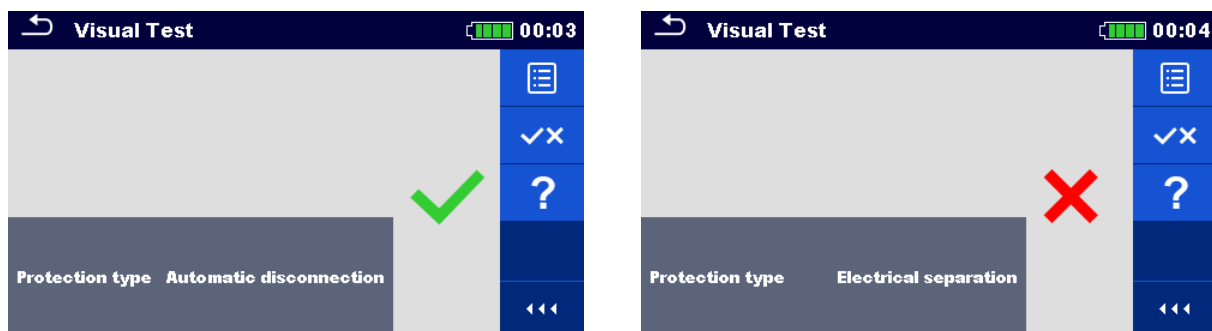 Visual Test 00:03
?
Protection type Automatic disconnection
Visual Test 00:04
?
Protection type Electrical separation